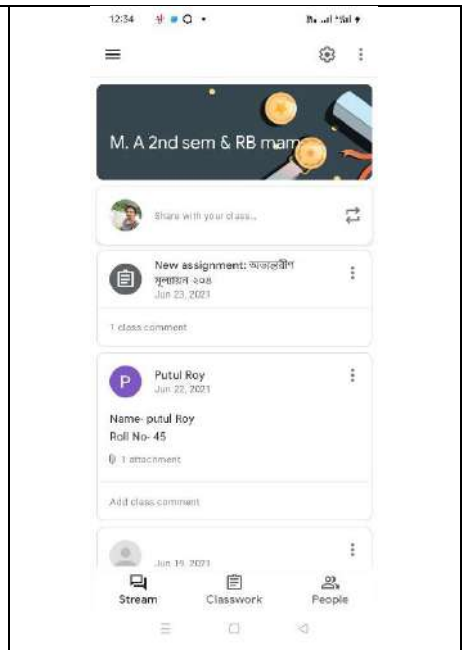 12:34
M. A 2nd sem & RB mam
Share with your class...
New assignment: অভ্যন্তরীণ
মূল্যায়ন ২০৪
Jun 23, 2021
1 class comment
P
Putul Roy
Jun 22, 2021
Name- putul Roy
Roll No- 45
1 attachment
Add class comment
Jun 19, 2021
Stream
Classwork
People